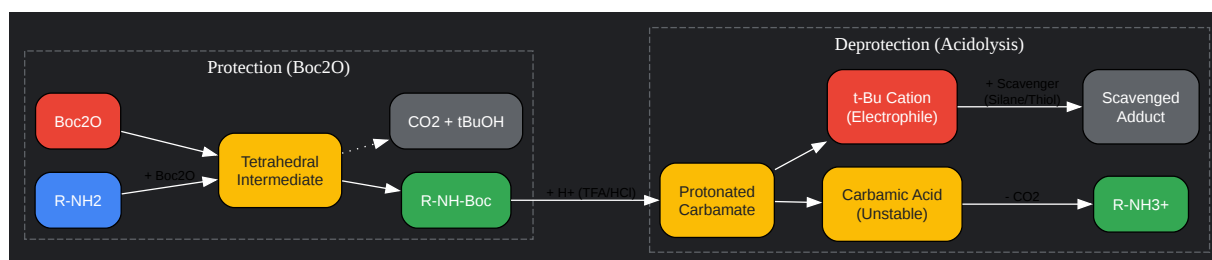 Protection (Boc2O)
Boc2O
R-NH2
+ Boc2O
Tetrahedral
Intermediate
CO2 + tBuOH
R-NH-Boc
+ H+ (TFA/HCl)
Deprotection (Acidolysis)
Protonated
Carbamate
t-Bu Cation
(Electrophile)
+ Scavenger
(Silane/Thiol)
Scavenged
Adduct
Carbamic Acid
(Unstable)
- CO2
R-NH3+